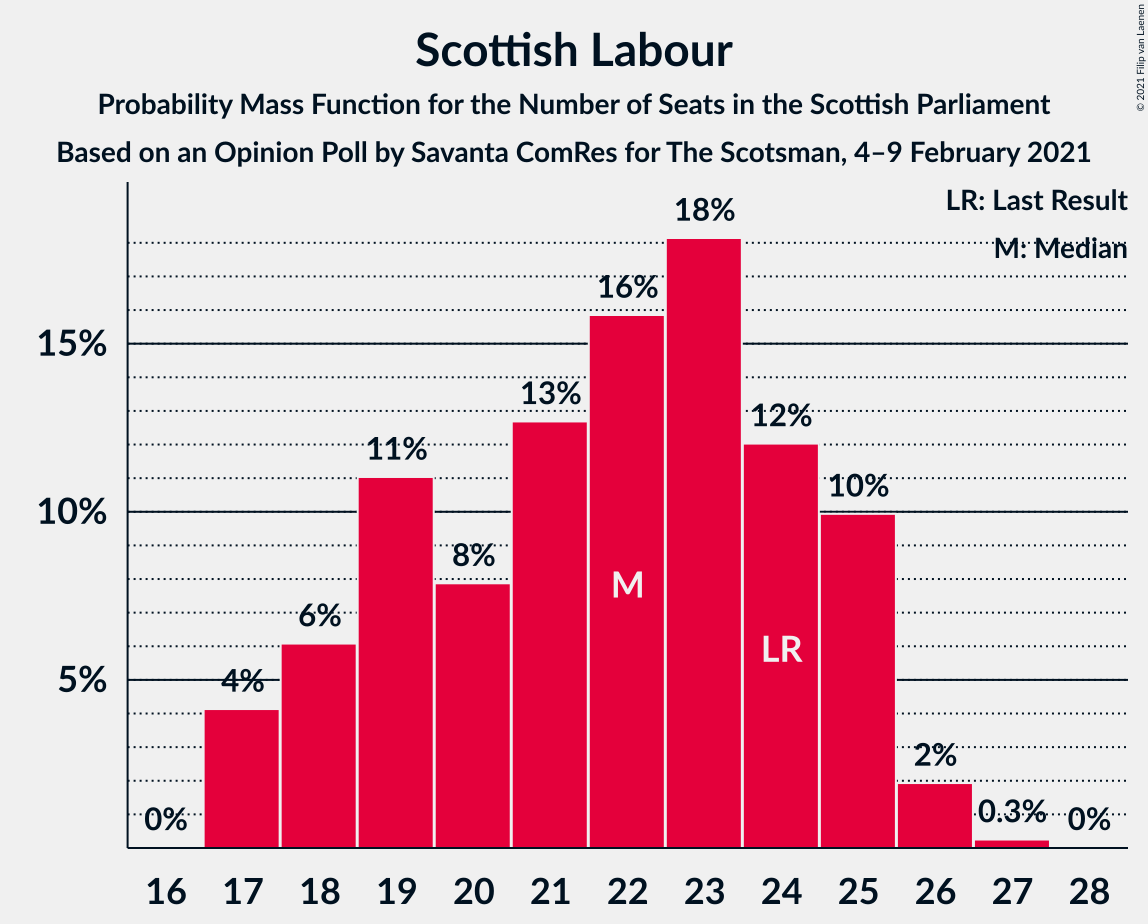 Scottish Labour
Probability Mass Function for the Number of Seats in the Scottish Parliament
Based on an Opinion Poll by Savanta ComRes for The Scotsman, 4–9 February 2021
© 2021 Filip van Laenen
LR: Last Result
M: Median
18%
16%
15%
13%
12%
11%
10%
10%
8%
M
6%
LR
5%
4%
2%
0%
0.3%
0%
16 17 18 19 20 21 22 23 24 25 26 27 28